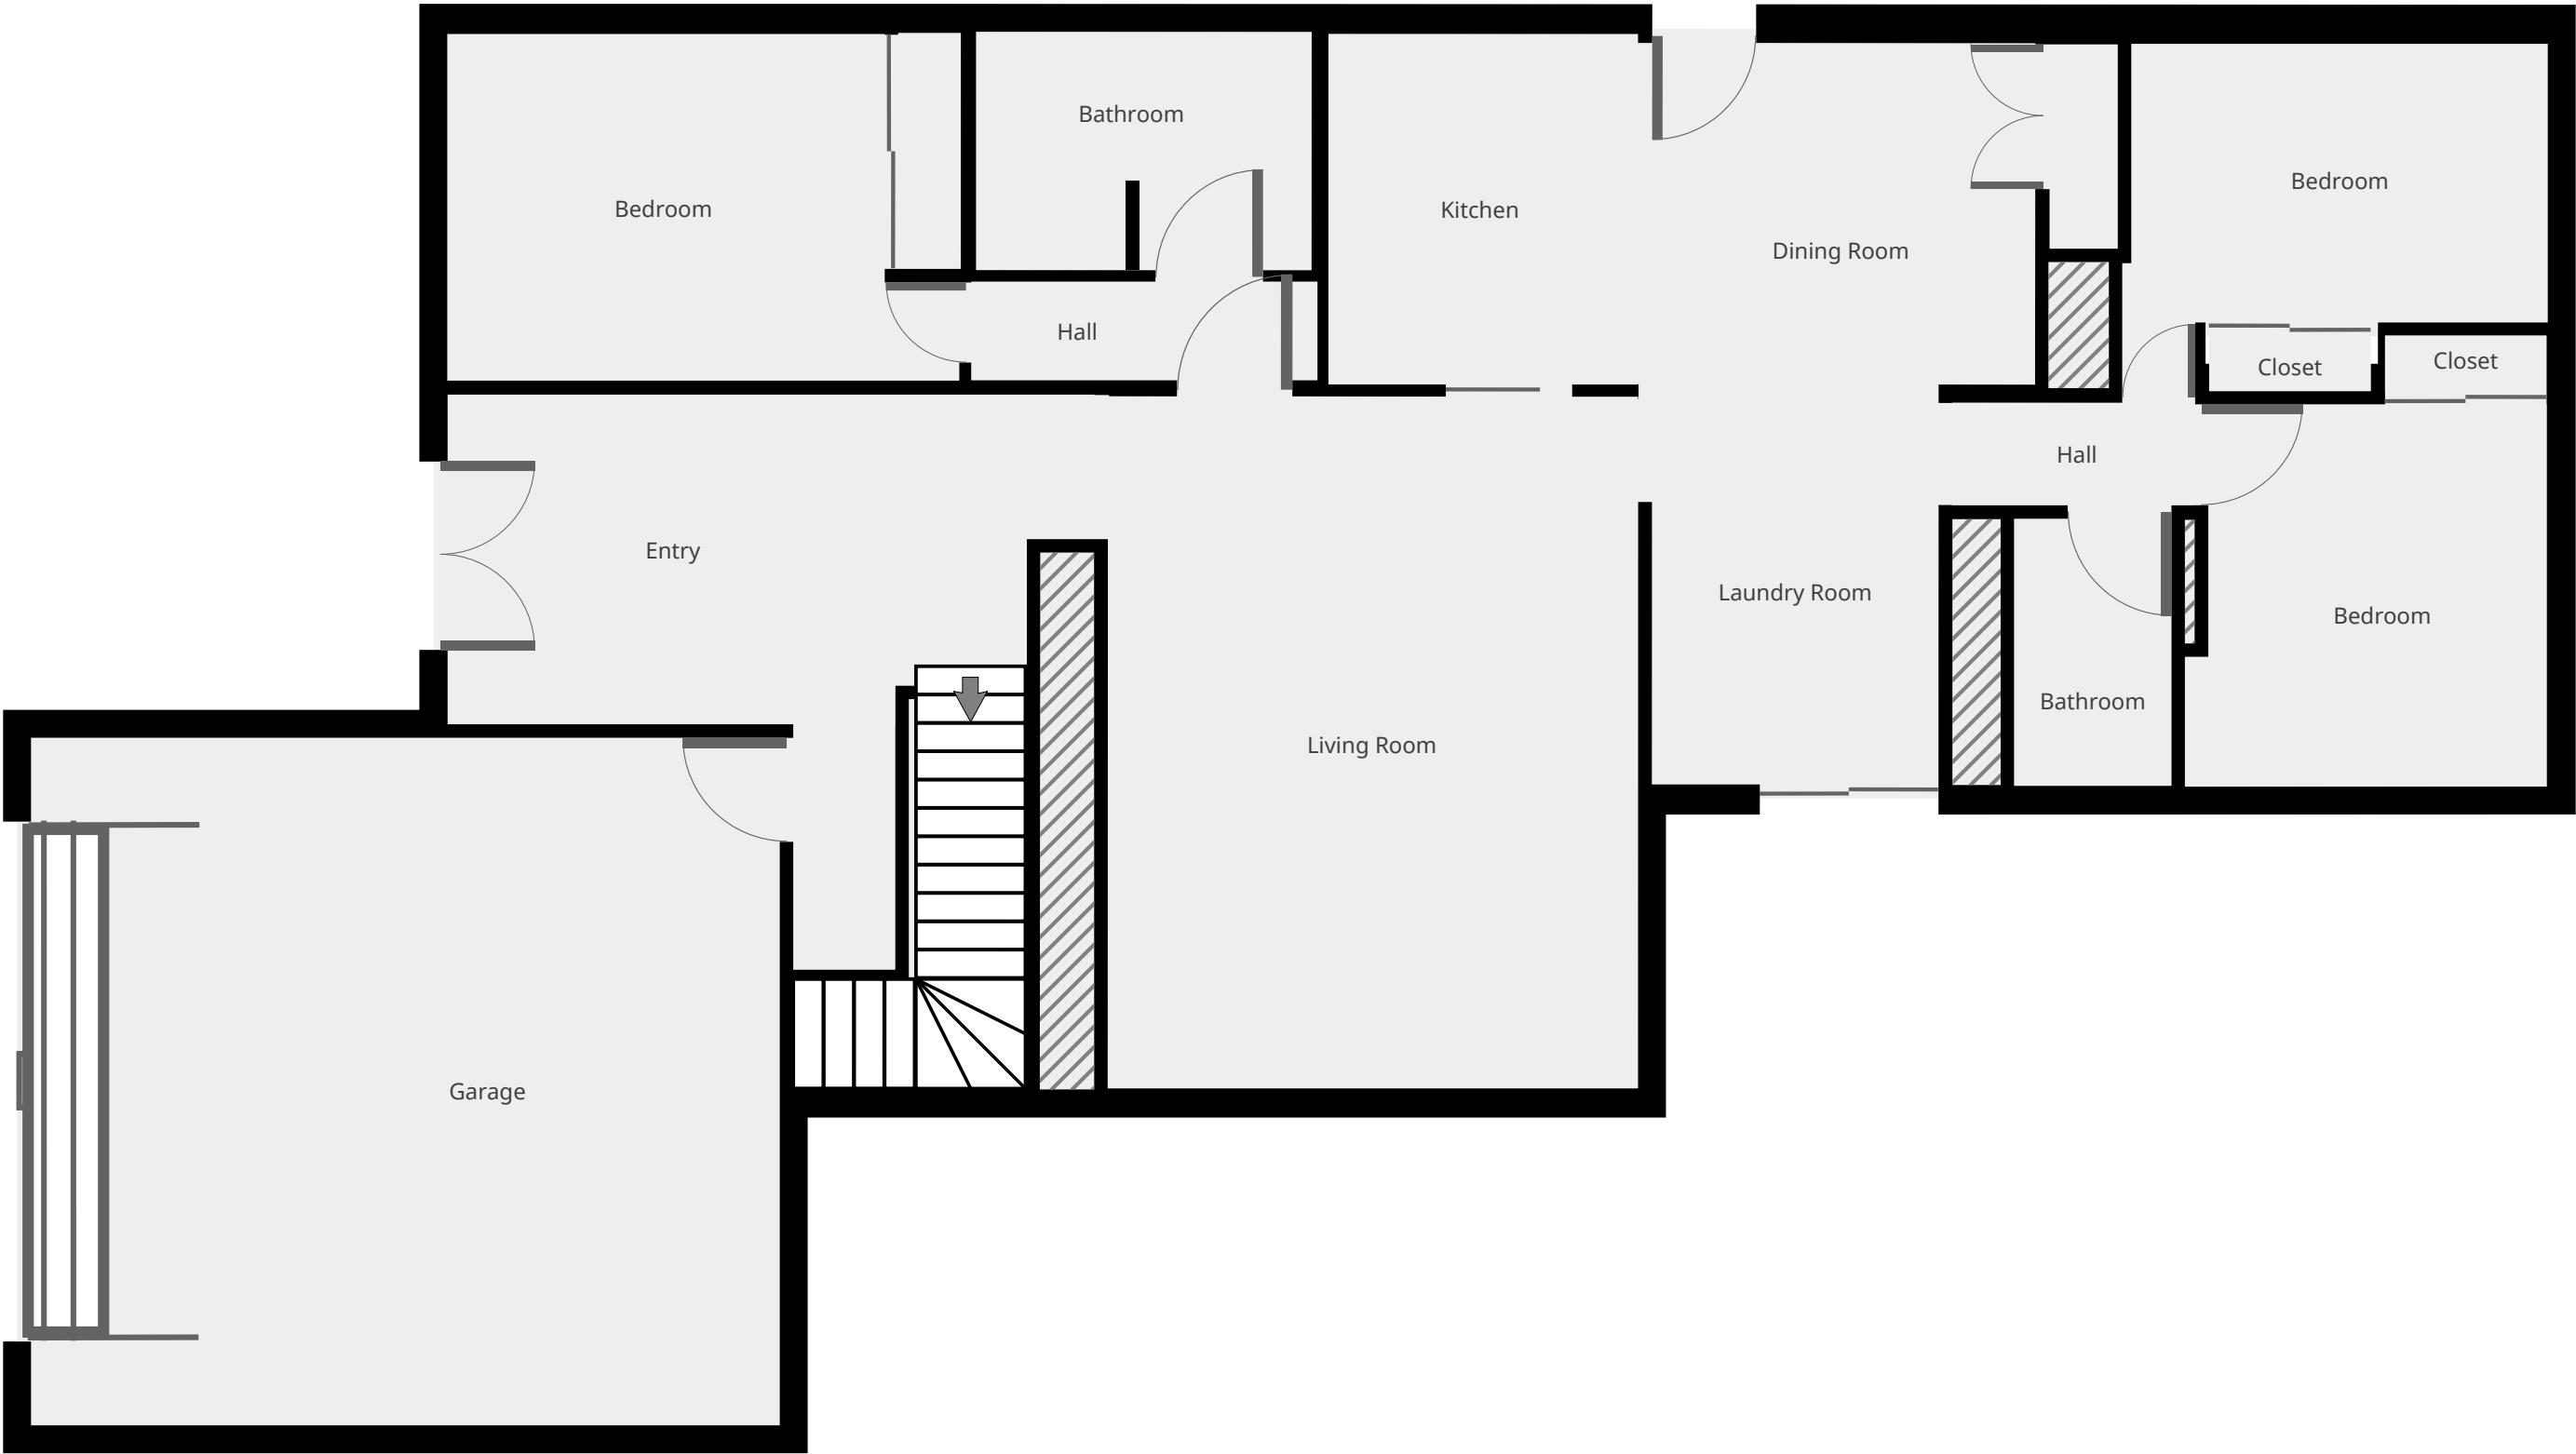 Bathroom
Bedroom
Bedroom
Kitchen
Dining Room
Hall
Closet
Closet
Hall
Entry
Laundry Room
Bedroom
Bathroom
Living Room
Garage